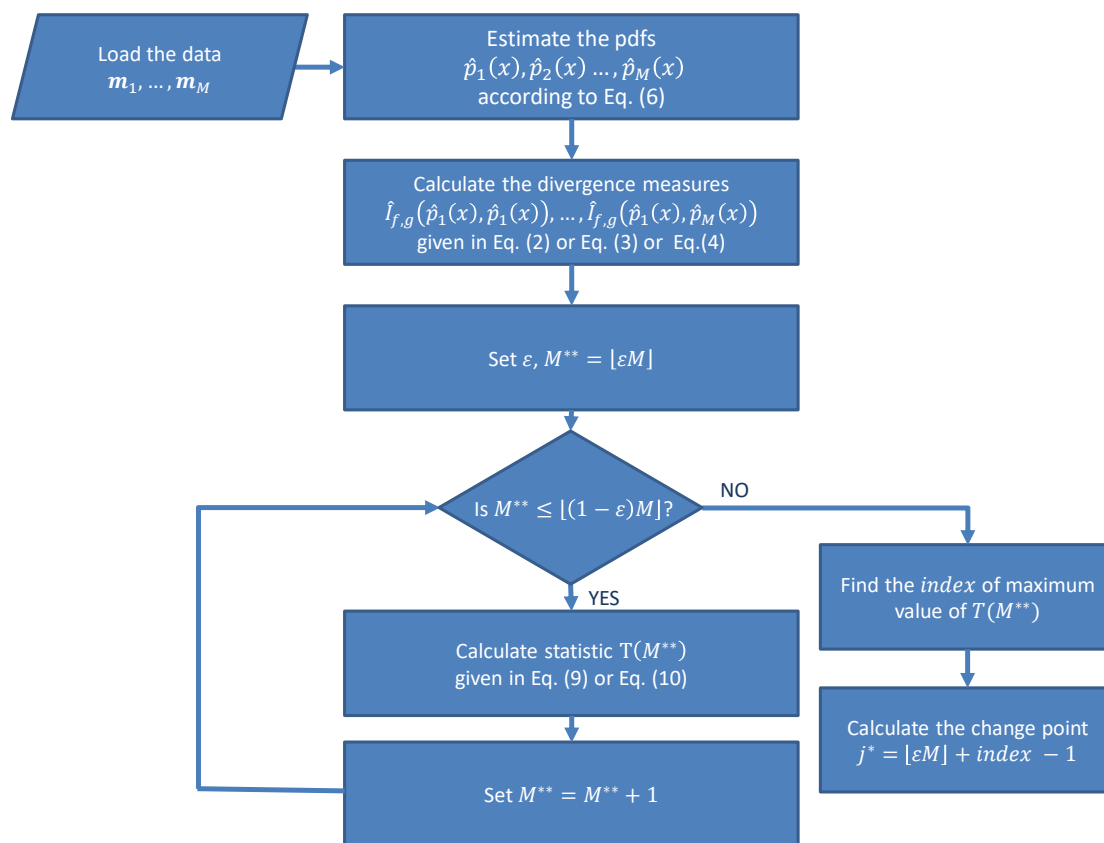 Load the data
𝒎₁, … , 𝒎_M
Estimate the pdfs
p̂₁(x), p̂₂(x) … , p̂_M(x)
according to Eq. (6)
Calculate the divergence measures
Î_{f,g}(p̂₁(x), p̂₁(x)), … , Î_{f,g}(p̂₁(x), p̂_M(x))
given in Eq. (2) or Eq. (3) or Eq.(4)
Set ε, M** = ⌊εM⌋
Is M** ≤ ⌊(1 − ε)M⌋?
NO
YES
Calculate statistic T(M**)
given in Eq. (9) or Eq. (10)
Set M** = M** + 1
Find the index of maximum
value of T(M**)
Calculate the change point
j* = ⌊εM⌋ + index − 1